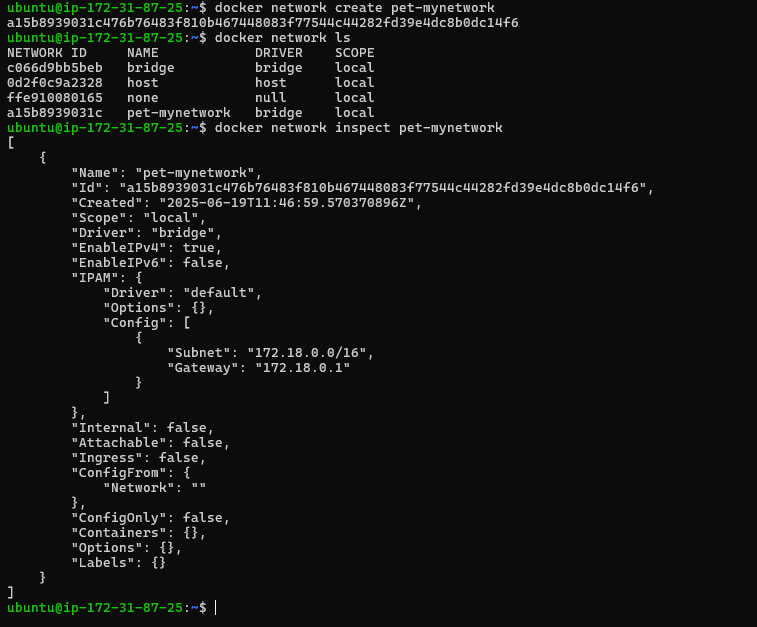 ubuntu@ip-172-31-87-25:~$ docker network create pet-mynetwork
a15b8939031c476b76483f810b467448083f77544c44282fd39e4dc8b0dc14f6
ubuntu@ip-172-31-87-25:~$ docker network ls
NETWORK ID     NAME            DRIVER    SCOPE
c066d9bb5beb   bridge          bridge    local
0d2f0c9a2328   host            host      local
ffe910080165   none            null      local
a15b8939031c   pet-mynetwork   bridge    local
ubuntu@ip-172-31-87-25:~$ docker network inspect pet-mynetwork
[
    {
        "Name": "pet-mynetwork",
        "Id": "a15b8939031c476b76483f810b467448083f77544c44282fd39e4dc8b0dc14f6",
        "Created": "2025-06-19T11:46:59.570370896Z",
        "Scope": "local",
        "Driver": "bridge",
        "EnableIPv4": true,
        "EnableIPv6": false,
        "IPAM": {
            "Driver": "default",
            "Options": {},
            "Config": [
                {
                    "Subnet": "172.18.0.0/16",
                    "Gateway": "172.18.0.1"
                }
            ]
        },
        "Internal": false,
        "Attachable": false,
        "Ingress": false,
        "ConfigFrom": {
            "Network": ""
        },
        "ConfigOnly": false,
        "Containers": {},
        "Options": {},
        "Labels": {}
    }
]
ubuntu@ip-172-31-87-25:~$